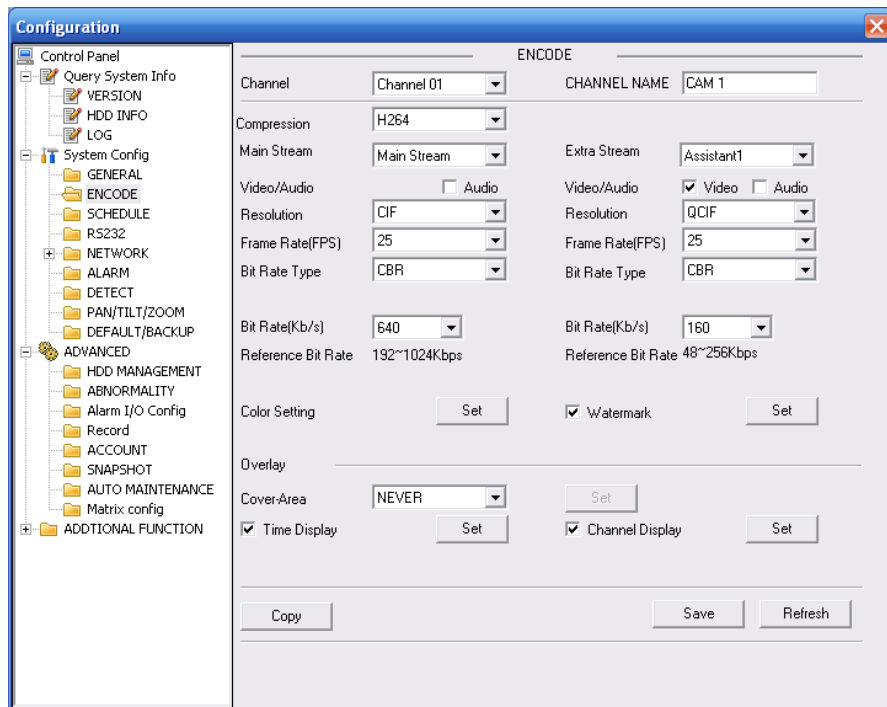 Configuration
Control Panel
Query System Info
VERSION
HDD INFO
LOG
System Config
GENERAL
ENCODE
SCHEDULE
RS232
NETWORK
ALARM
DETECT
PAN/TILT/ZOOM
DEFAULT/BACKUP
ADVANCED
HDD MANAGEMENT
ABNORMALITY
Alarm I/O Config
Record
ACCOUNT
SNAPSHOT
AUTO MAINTENANCE
Matrix config
ADDTIONAL FUNCTION
ENCODE
Channel Channel 01 CHANNEL NAME CAM 1
Compression H264
Main Stream Main Stream Extra Stream Assistant1
Video/Audio Audio Video/Audio Video Audio
Resolution CIF Resolution QCIF
Frame Rate(FPS) 25 Frame Rate(FPS) 25
Bit Rate Type CBR Bit Rate Type CBR
Bit Rate(Kb/s) 640 Bit Rate(Kb/s) 160
Reference Bit Rate 192~1024Kbps Reference Bit Rate 48~256Kbps
Color Setting Set Watermark Set
Overlay
Cover-Area NEVER Set
Time Display Set Channel Display Set
Copy Save Refresh